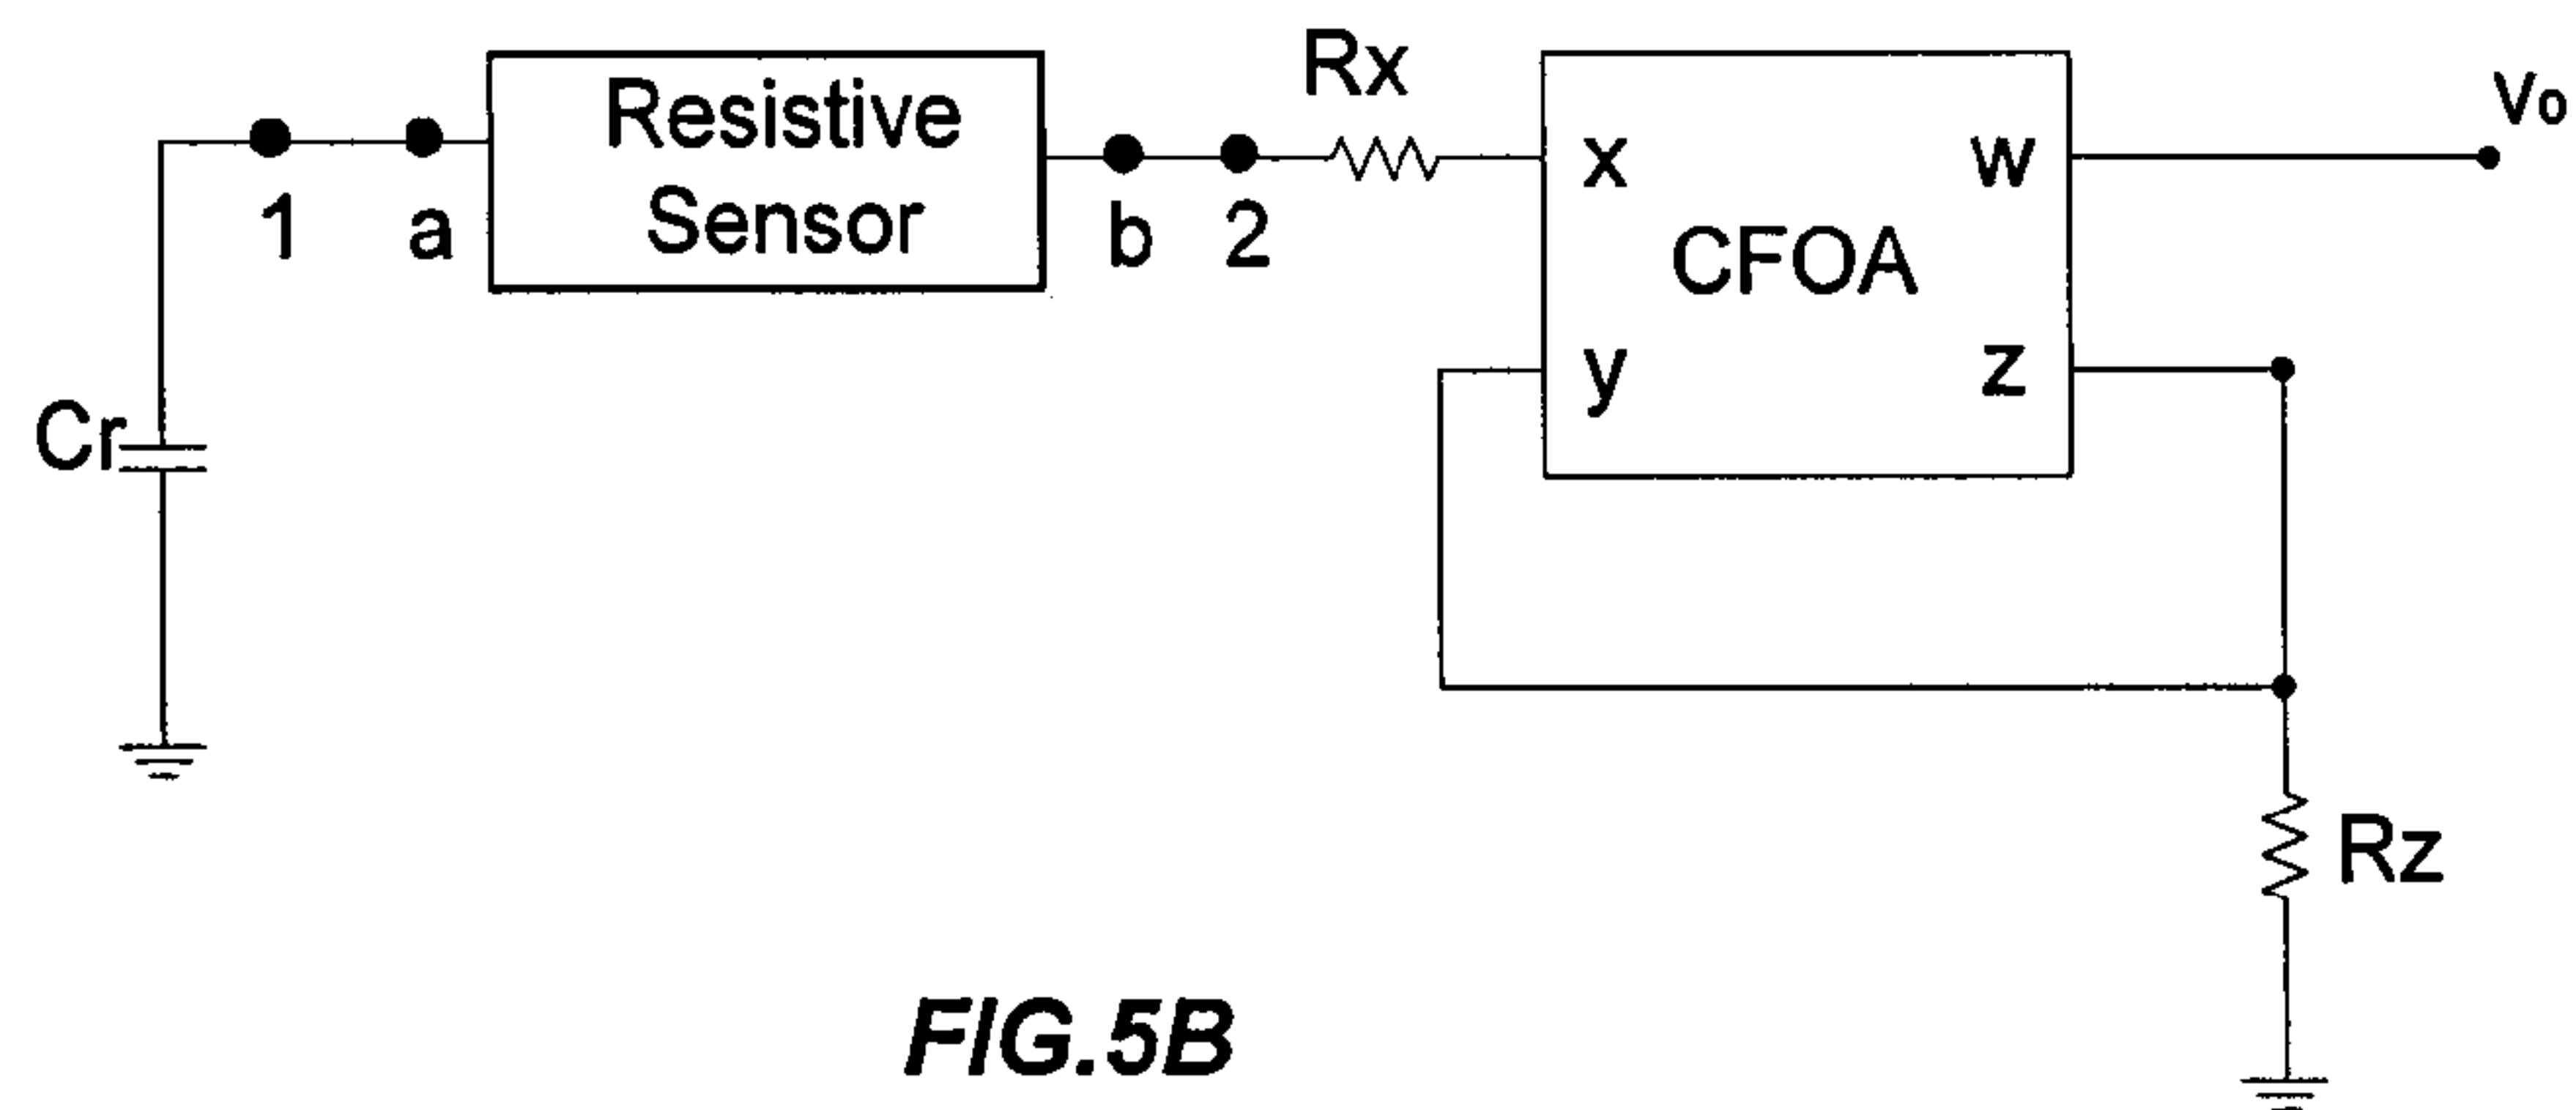 Resistive
Sensor
Rx
x
w
Vo
1
a
b
2
CFOA
y
z
Cr
Rz
FIG.5B